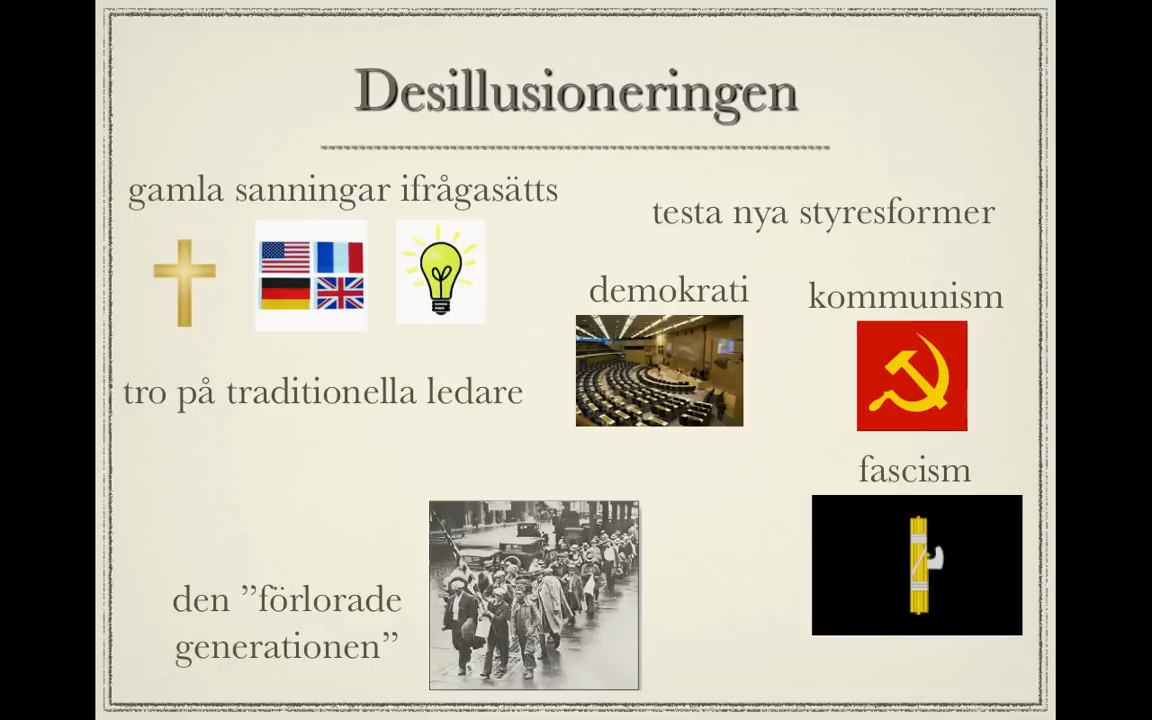 Desillusioneringen
gamla sanningar ifrågasätts
testa nya styresformer
demokrati
kommunism
tro på traditionella ledare
fascism
den ”förlorade
generationen”